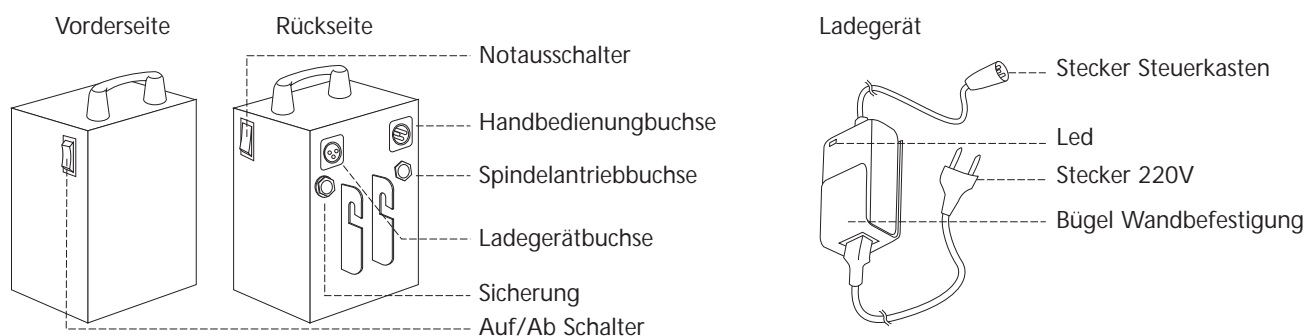 Vorderseite
Rückseite
Notausschalter
Handbedienungbuchse
Spindelantriebbuchse
Ladegerätbuchse
Sicherung
Auf/Ab Schalter
Ladegerät
Stecker Steuerkasten
Led
Stecker 220V
Bügel Wandbefestigung